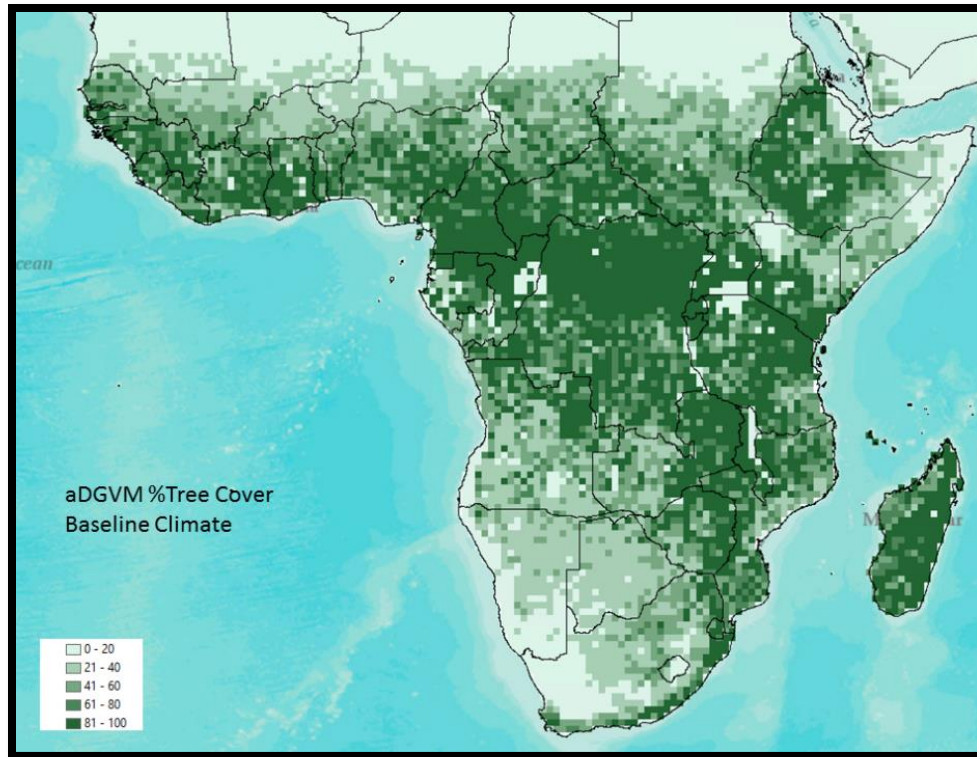 cean
aDGVM %Tree Cover
Baseline Climate
0 - 20
21 - 40
41 - 60
61 - 80
81 - 100